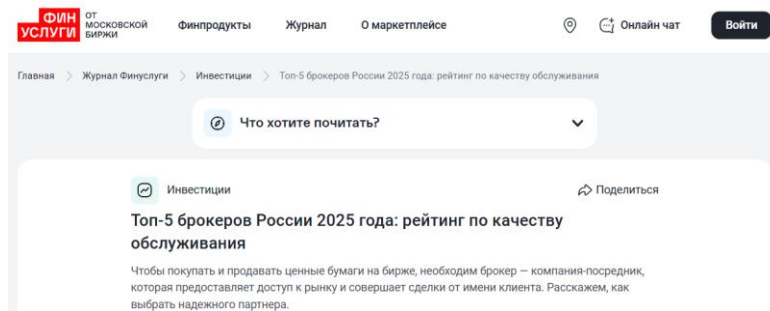 ФИН УСЛУГИ ОТ МОСКОВСКОЙ БИРЖИ
Финпродукты
Журнал
О маркетплейсе
Онлайн чат
Войти
Главная > Журнал Финуслуги > Инвестиции > Топ-5 брокеров России 2025 года: рейтинг по качеству обслуживания
Что хотите почитать?
Инвестиции
Поделиться
Топ-5 брокеров России 2025 года: рейтинг по качеству
обслуживания
Чтобы покупать и продавать ценные бумаги на бирже, необходим брокер — компания-посредник,
которая предоставляет доступ к рынку и совершает сделки от имени клиента. Расскажем, как
выбрать надежного партнера.